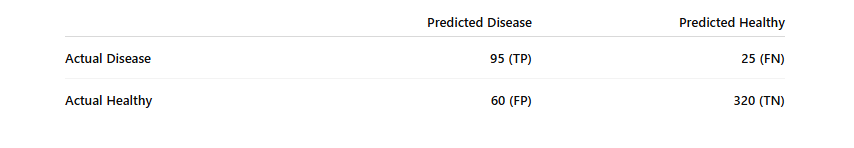 Predicted Disease Predicted Healthy
Actual Disease 95 (TP) 25 (FN)
Actual Healthy 60 (FP) 320 (TN)